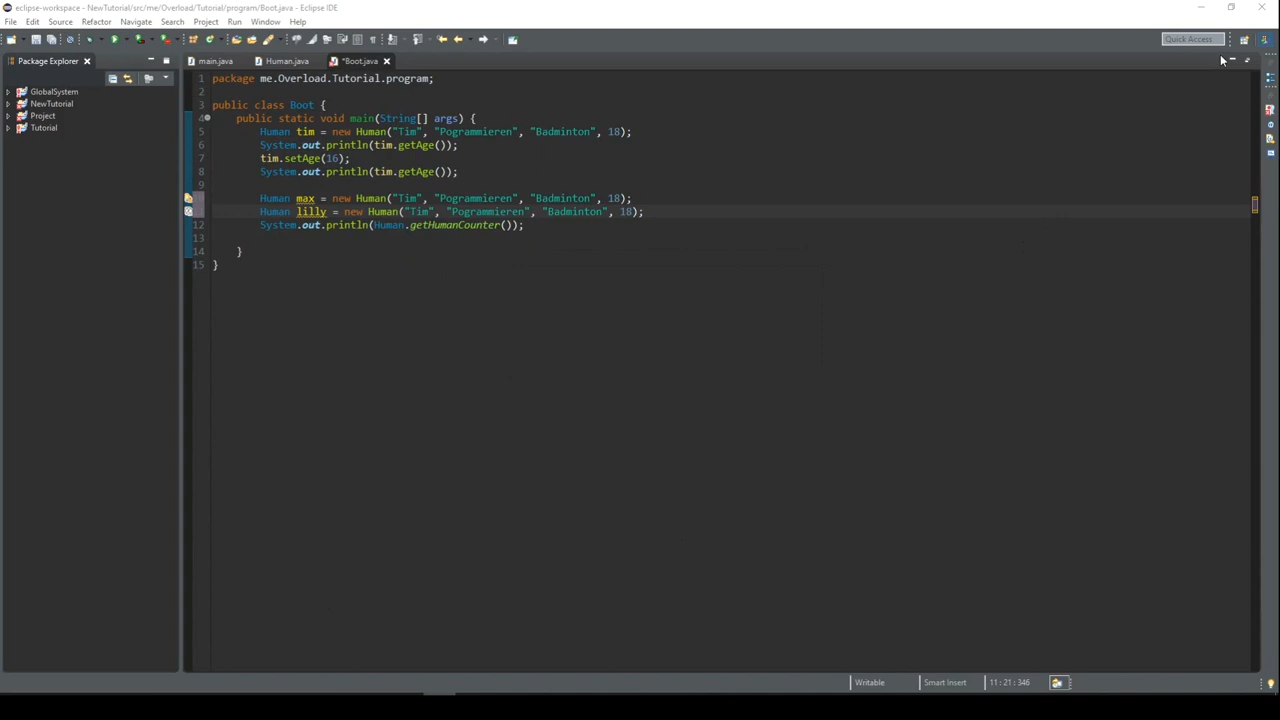 eclipse-workspace - NewTutorial/src/me/Overload/Tutorial/program/Boot.java - Eclipse IDE
File Edit Source Refactor Navigate Search Project Run Window Help
Quick Access
Package Explorer
main.java Human.java *Boot.java
GlobalSystem
NewTutorial
Project
Tutorial
1 package me.Overload.Tutorial.program;
2
3 public class Boot {
4 public static void main(String[] args) {
5 Human tim = new Human("Tim", "Pogrammieren", "Badminton", 18);
6 System.out.println(tim.getAge());
7 tim.setAge(16);
8 System.out.println(tim.getAge());
9
Human max = new Human("Tim", "Pogrammieren", "Badminton", 18);
Human lilly = new Human("Tim", "Pogrammieren", "Badminton", 18);
12 System.out.println(Human.getHumanCounter());
13
14 }
15 }
Writable Smart Insert 11 : 21 : 346